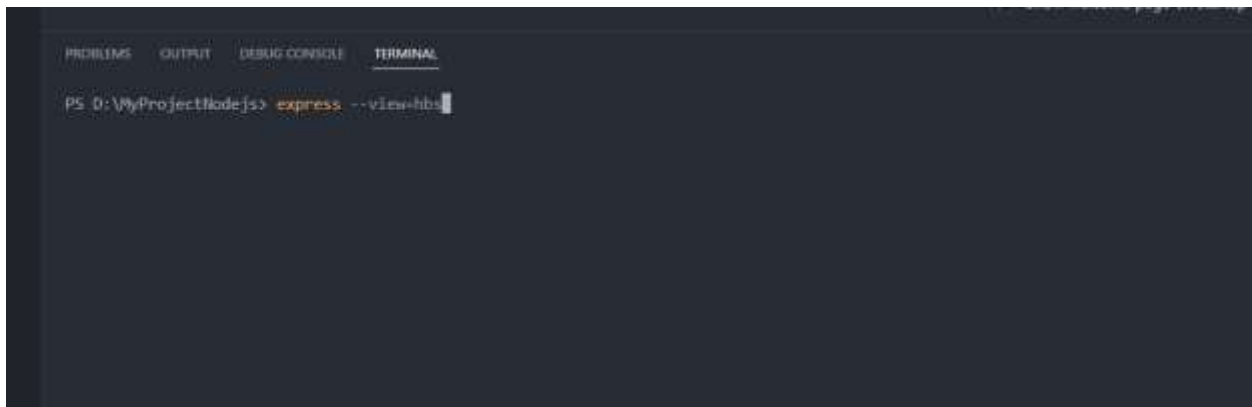 PROBLEMS OUTPUT DEBUG CONSOLE TERMINAL
PS D:\MyProjectNodejs> express --view=hbs